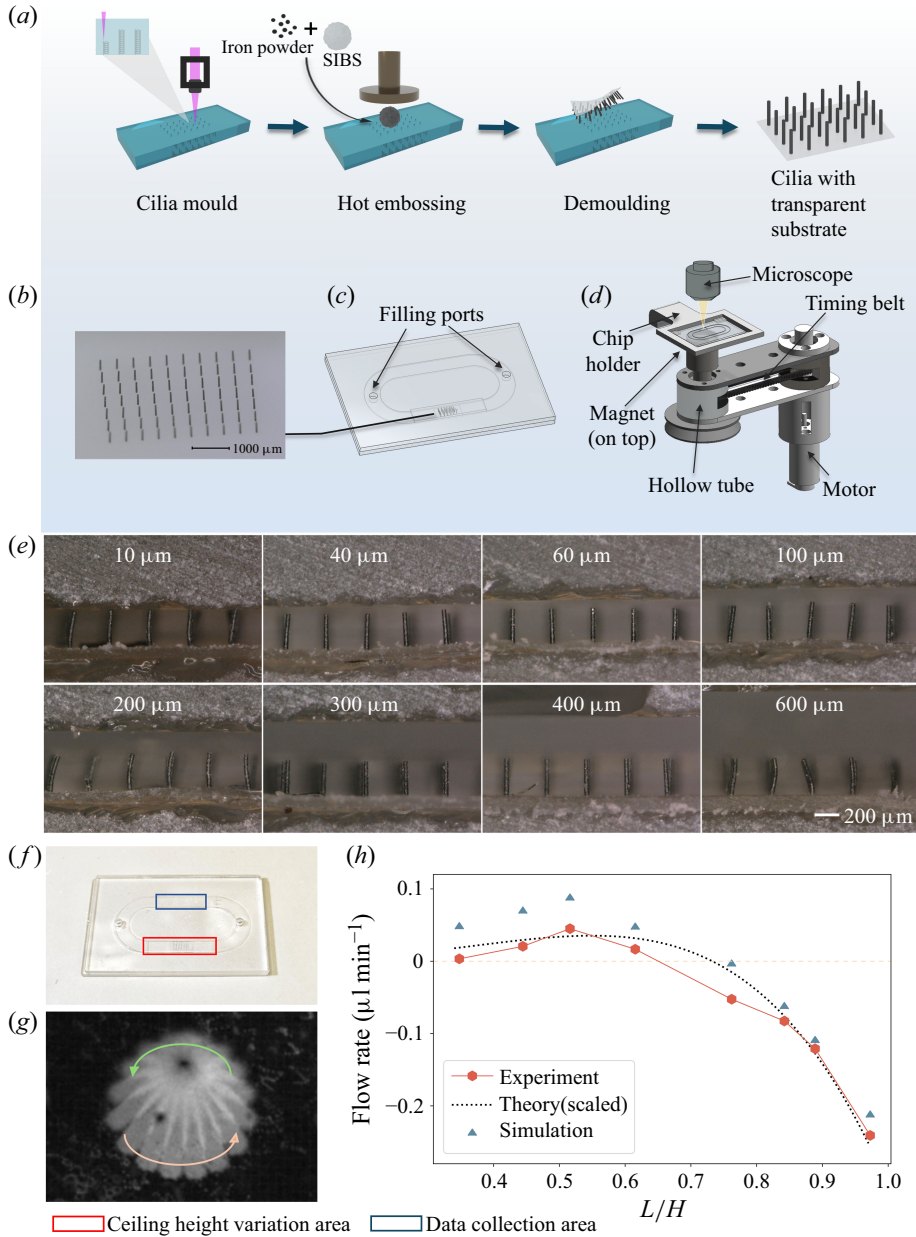 (a)
Iron powder
+
SIBS
Cilia mould
Hot embossing
Demoulding
Cilia with
transparent
substrate
(b)
1000 μm
(c)
Filling ports
(d)
Microscope
Timing belt
Chip
holder
Magnet
(on top)
Hollow tube
Motor
(e)
10 μm
40 μm
60 μm
100 μm
200 μm
300 μm
400 μm
600 μm
200 μm
(f)
(g)
(h)
Flow rate (μl min⁻¹)
0.1
0
−0.1
−0.2
Experiment
Theory(scaled)
Simulation
0.4 0.5 0.6 0.7 0.8 0.9 1.0
L/H
Ceiling height variation area
Data collection area